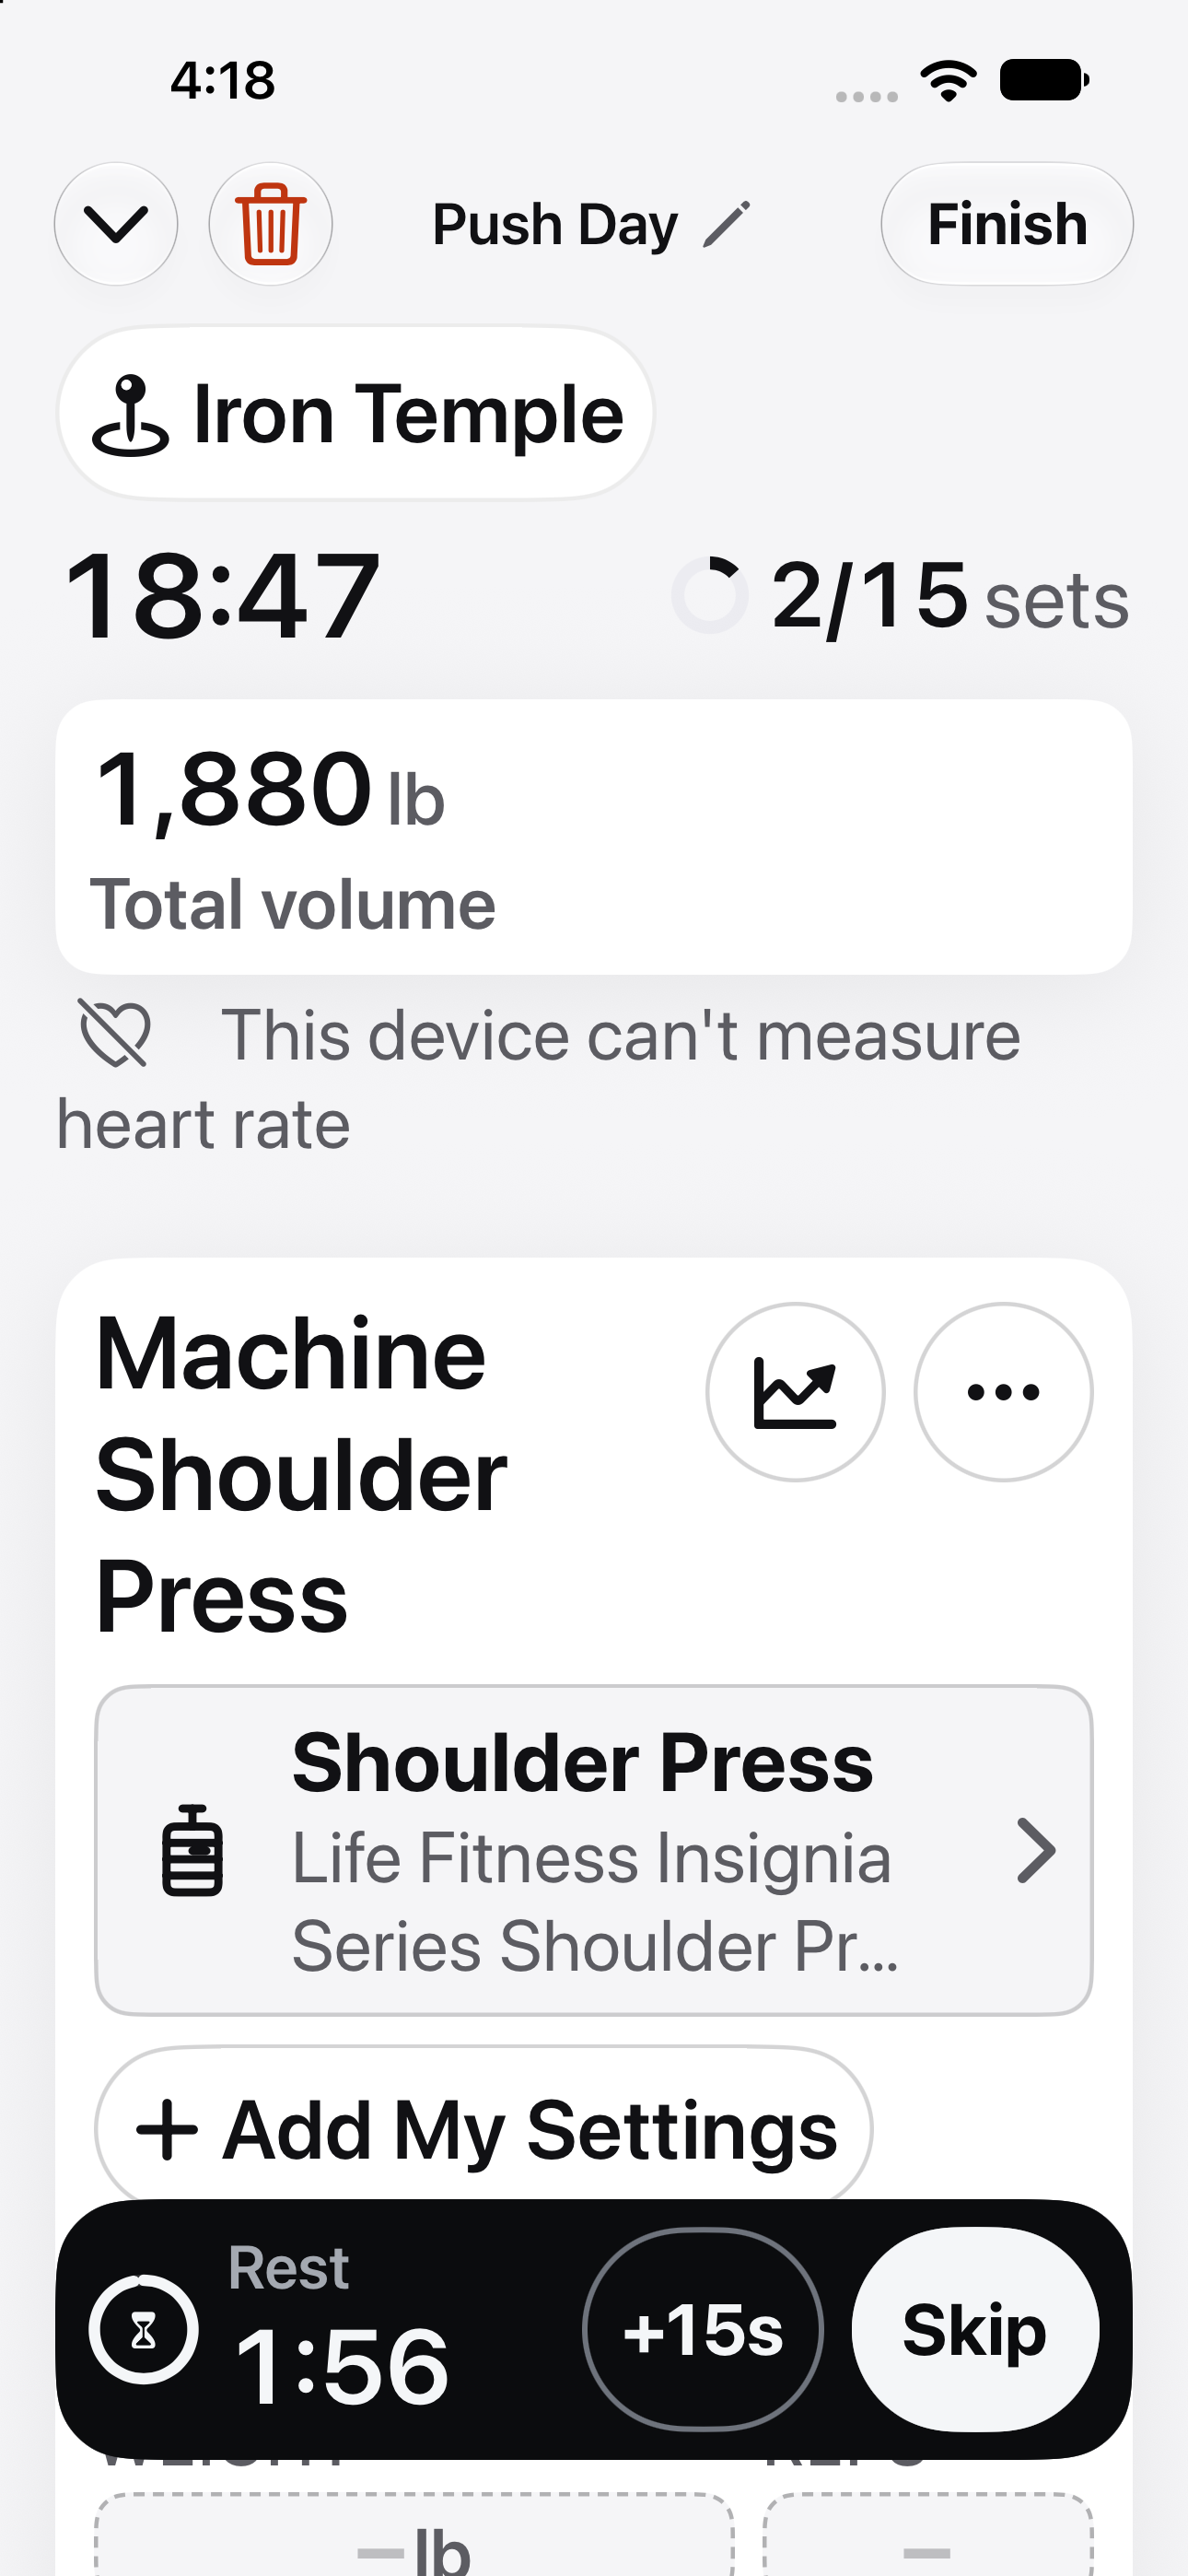 4:18
Push Day
Finish
Iron Temple
18:47
2/15 sets
1,880 lb
Total volume
This device can't measure
heart rate
Machine
Shoulder
Press
Shoulder Press
Life Fitness Insignia
Series Shoulder Pr...
+ Add My Settings
Rest
1:56
+15s
Skip
– lb –